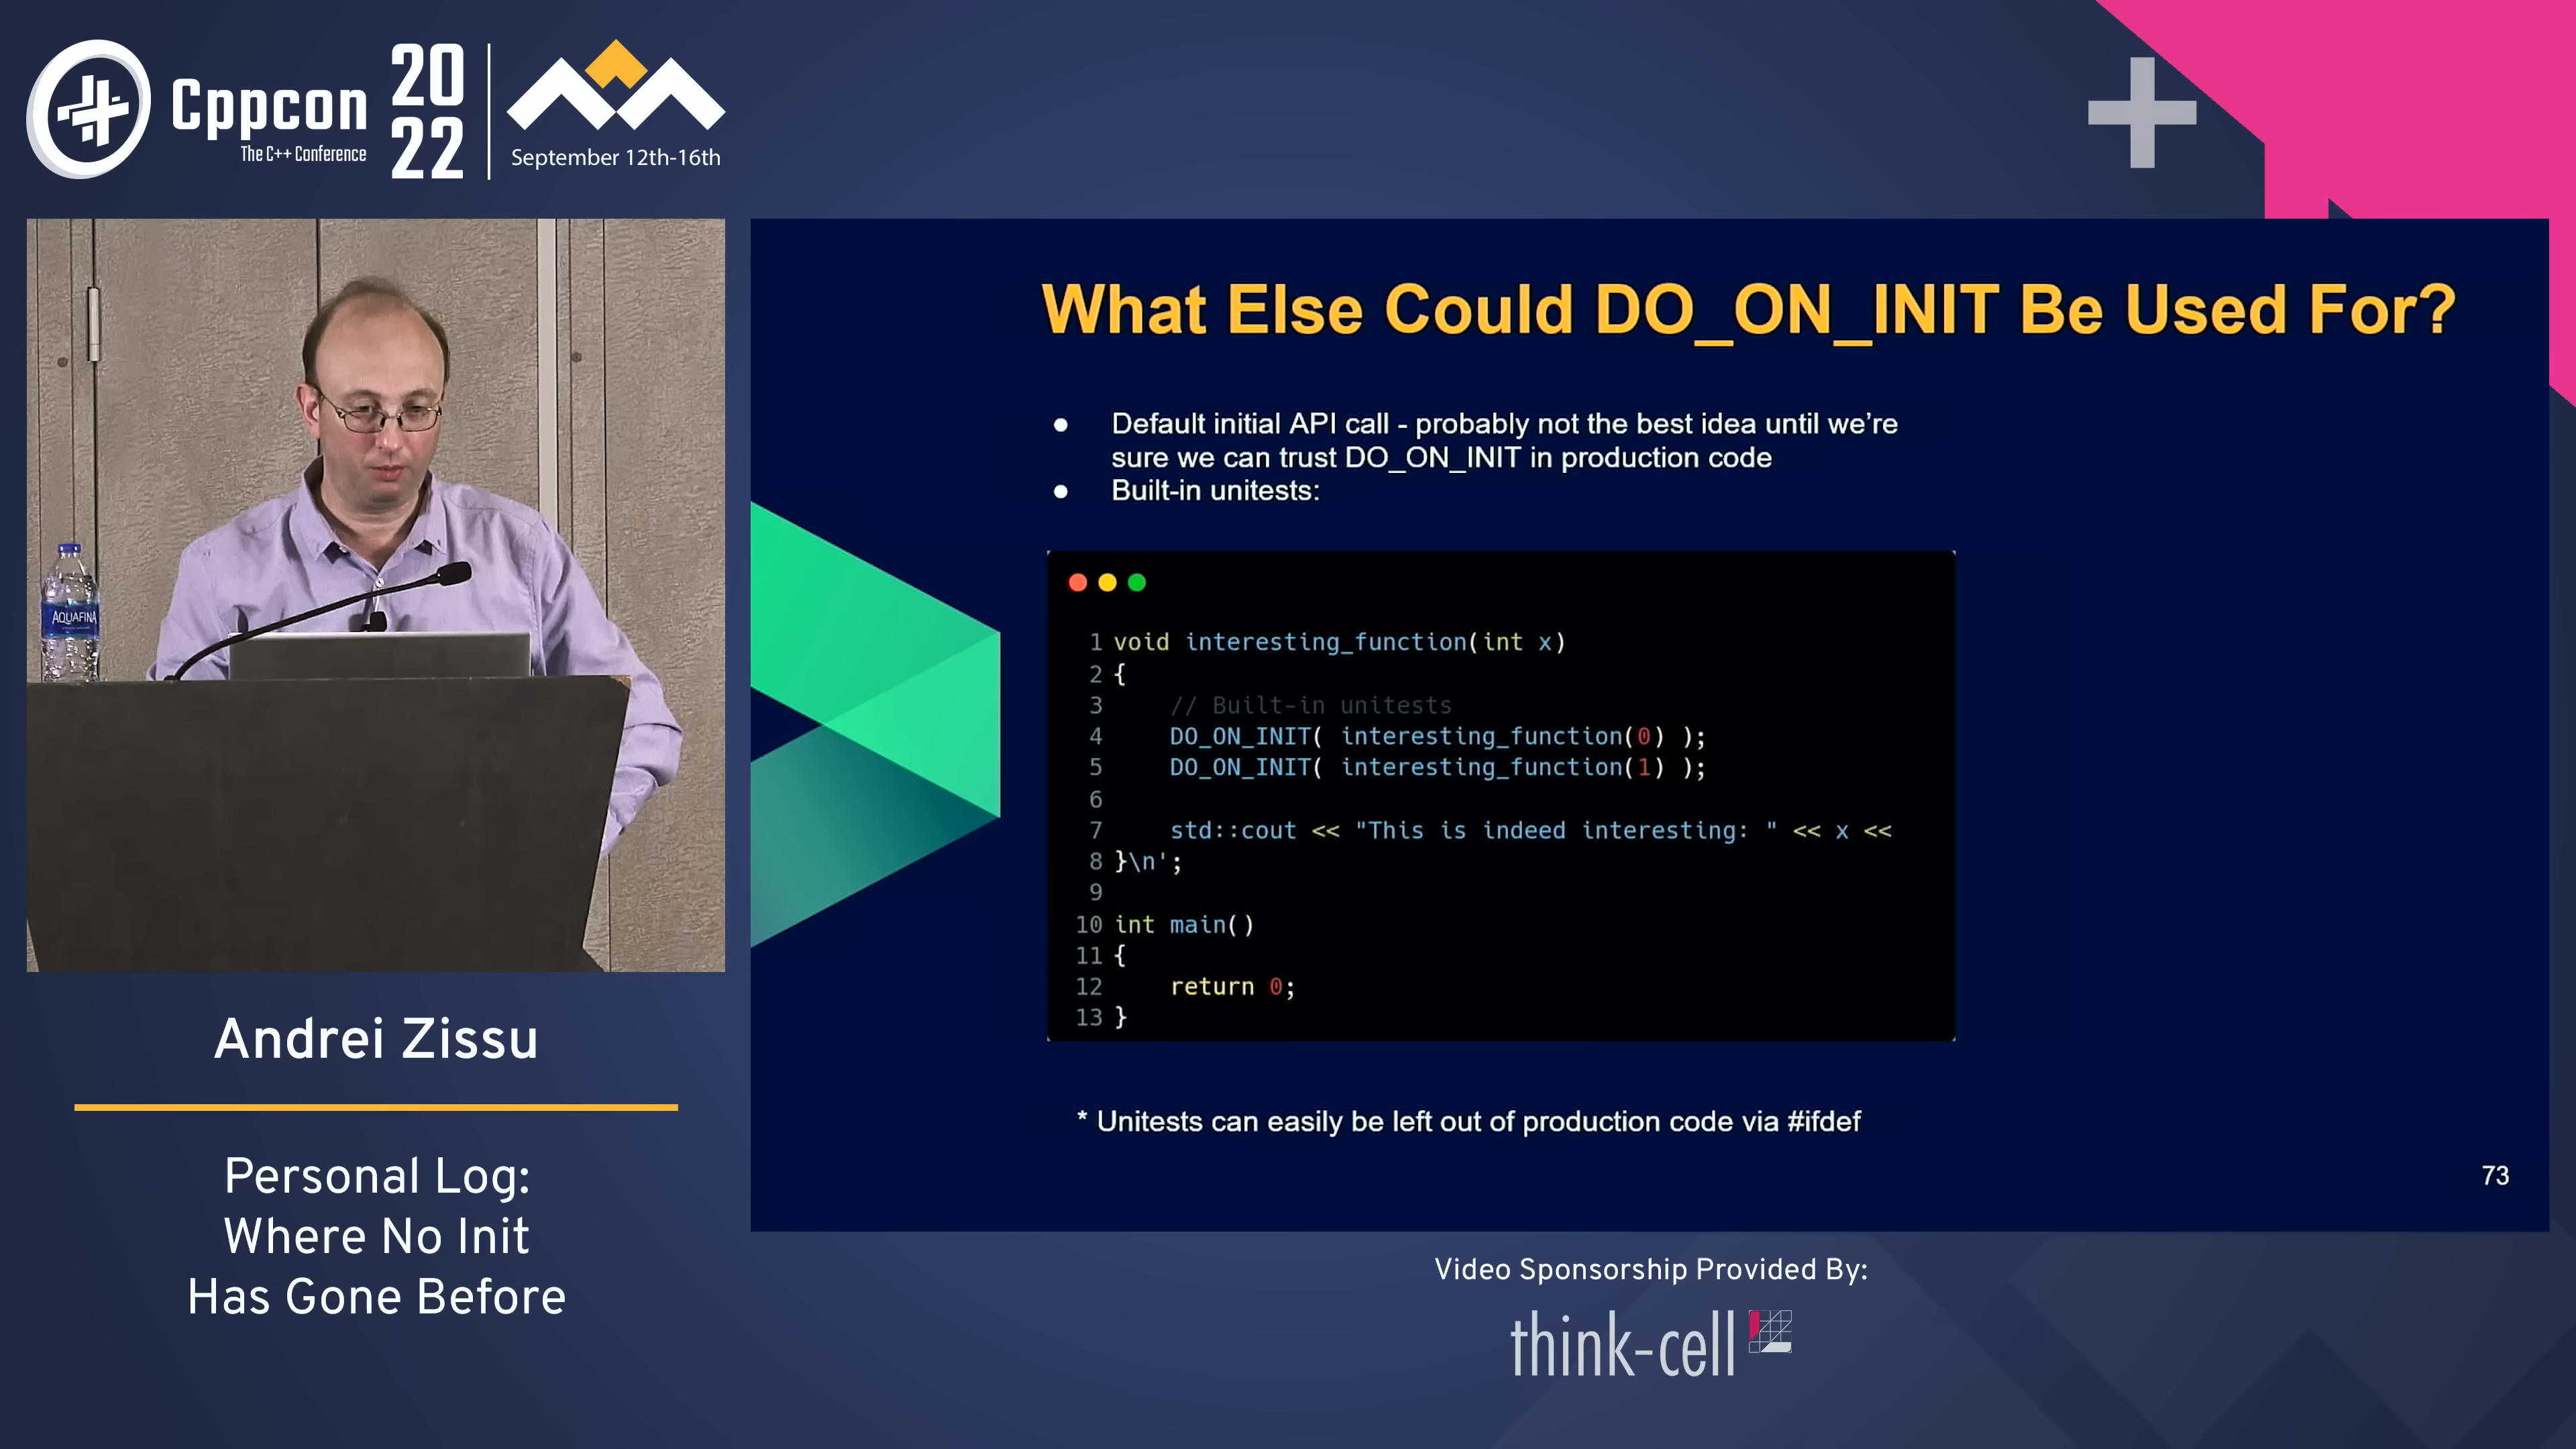 Cppcon
The C++ Conference
20
22
September 12th-16th
AQUAFINA
Andrei Zissu
Personal Log:
Where No Init
Has Gone Before
What Else Could DO_ON_INIT Be Used For?
● Default initial API call - probably not the best idea until we're
sure we can trust DO_ON_INIT in production code
● Built-in unitests:
1 void interesting_function(int x)
2 {
3     // Built-in unitests
4     DO_ON_INIT( interesting_function(0) );
5     DO_ON_INIT( interesting_function(1) );
6
7     std::cout << "This is indeed interesting: " << x <<
8 }\n';
9
10 int main()
11 {
12     return 0;
13 }
* Unitests can easily be left out of production code via #ifdef
73
Video Sponsorship Provided By:
think-cell